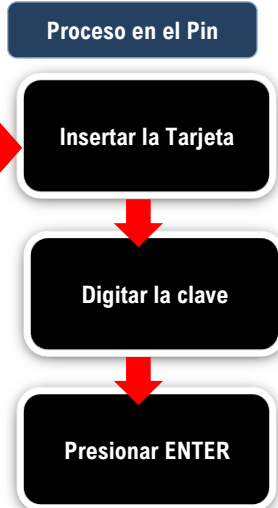 Proceso en el Pin
Insertar la Tarjeta
Digitar la clave
Presionar ENTER